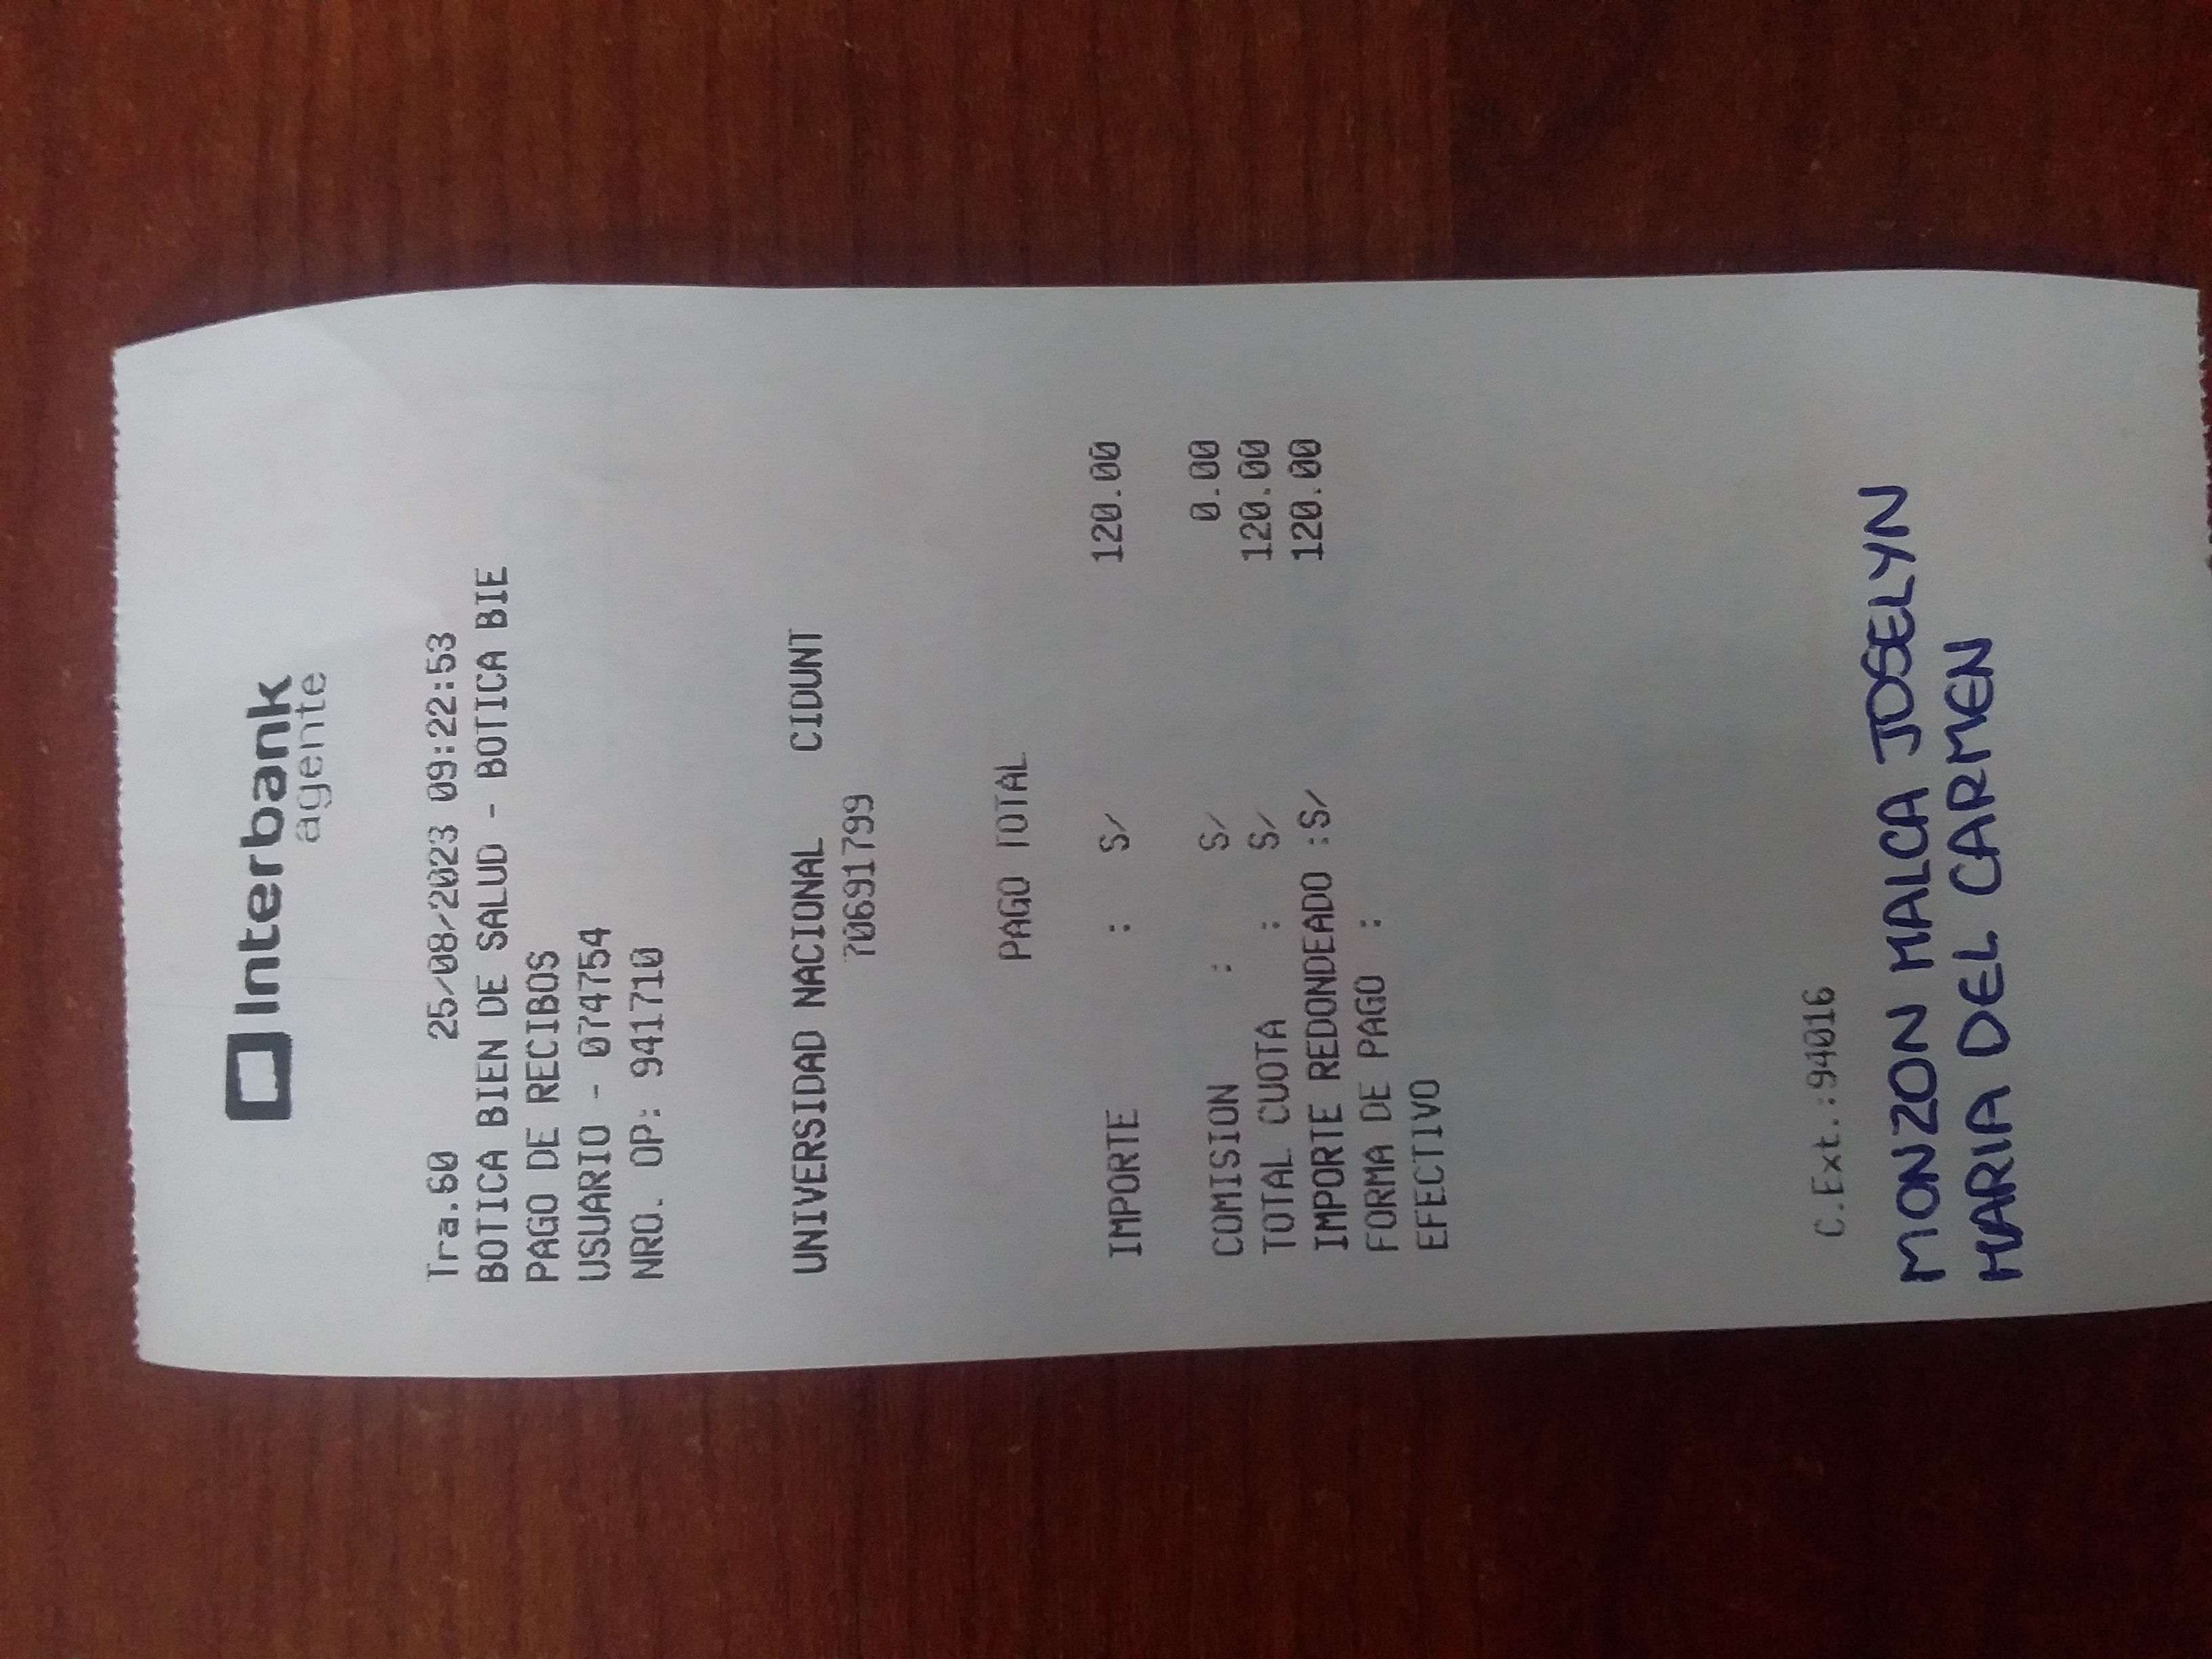 Interbank
agente
Tra.60 25/08/2023 09:22:53
BOTICA BIEN DE SALUD - BOTICA BIE
PAGO DE RECIBOS
USUARIO - 074754
NRO. OP: 941710
UNIVERSIDAD NACIONAL CIDUNT
70691799
PAGO TOTAL
IMPORTE : S/ 120.00
COMISION : S/ 0.00
TOTAL CUOTA : S/ 120.00
IMPORTE REDONDEADO :S/ 120.00
FORMA DE PAGO :
EFECTIVO
C.Ext.:94016
MONZON MALCA JOSELYN
MARIA DEL CARMEN